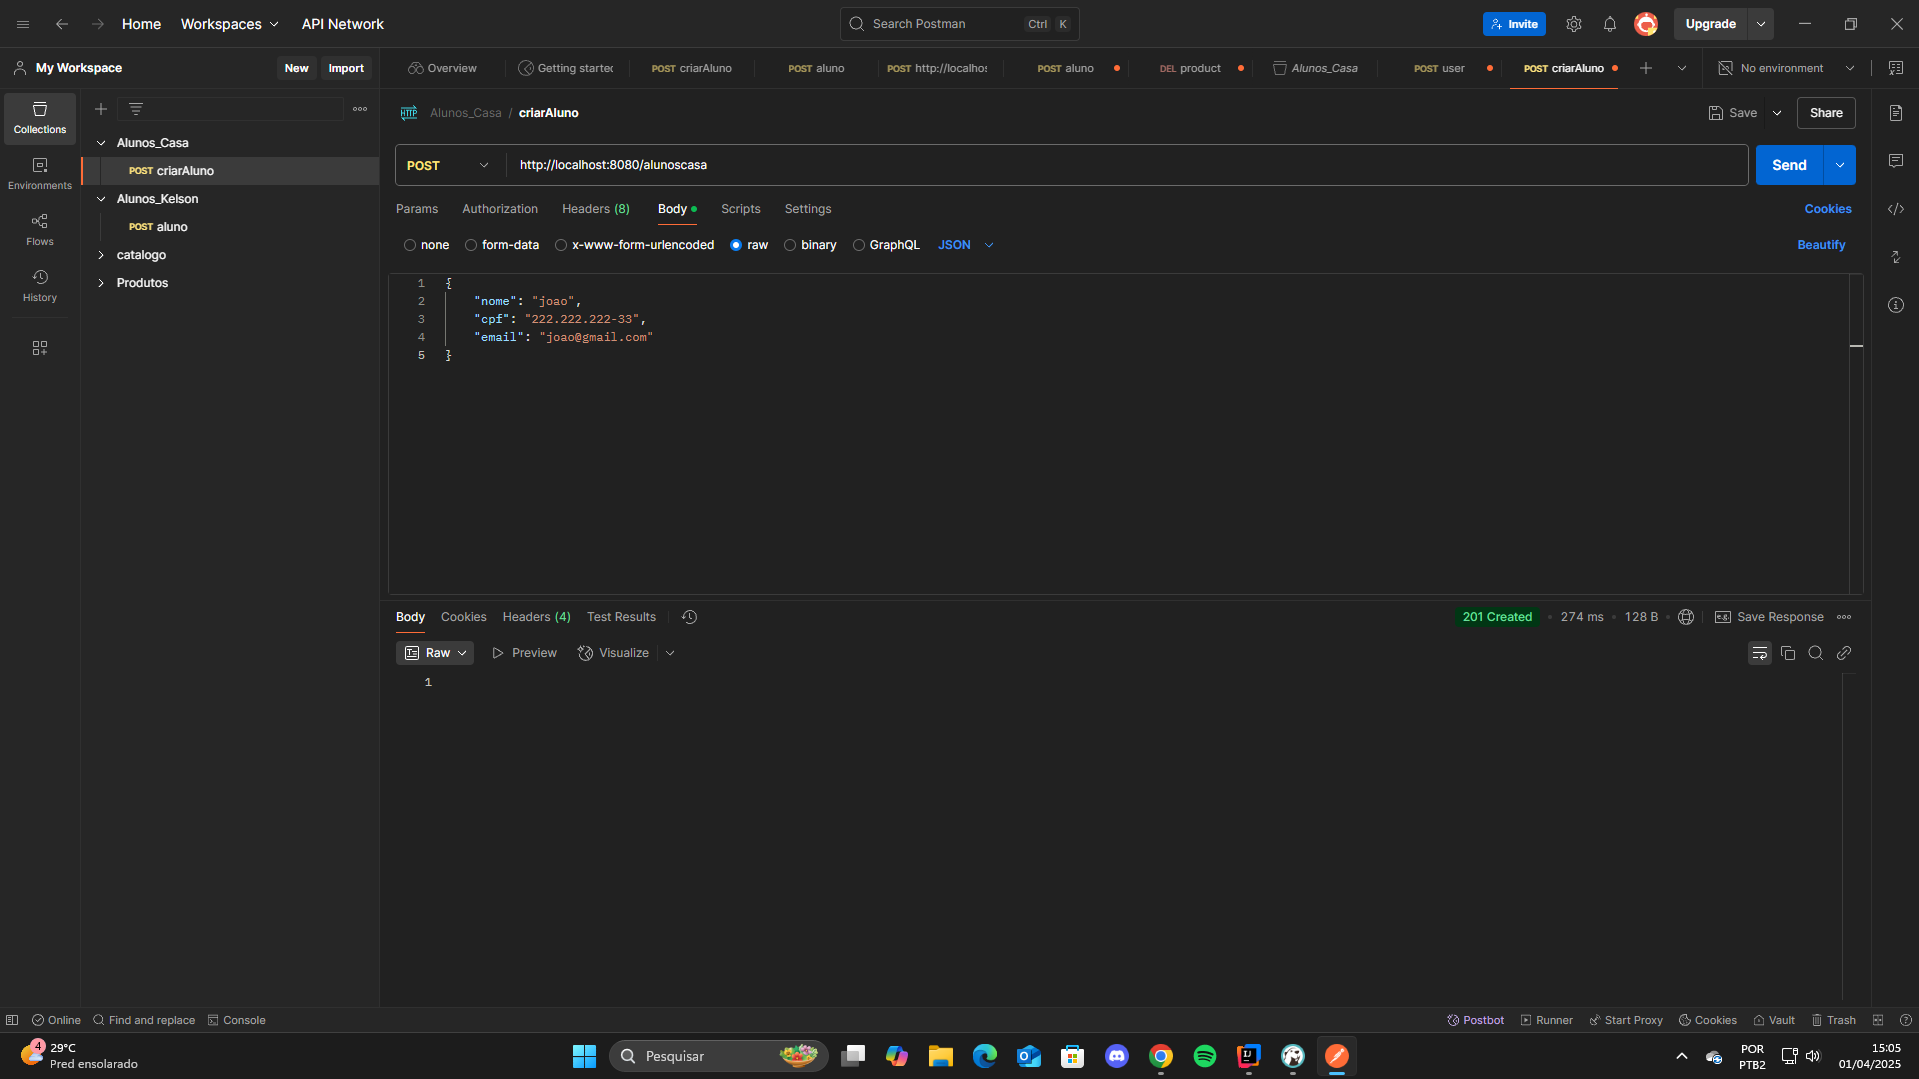 Home Workspaces API Network Search Postman Ctrl K Invite Upgrade
My Workspace New Import Overview Getting started POST criarAluno POST aluno POST http://localhos POST aluno DEL product Alunos_Casa POST user POST criarAluno No environment
Collections
Environments
Flows
History
Alunos_Casa
POST criarAluno
Alunos_Kelson
POST aluno
catalogo
Produtos
HTTP Alunos_Casa / criarAluno Save Share
POST http://localhost:8080/alunoscasa Send
Params Authorization Headers (8) Body Scripts Settings Cookies
none form-data x-www-form-urlencoded raw binary GraphQL JSON Beautify
1 {
2 "nome": "joao",
3 "cpf": "222.222.222-33",
4 "email": "joao@gmail.com"
5 }
Body Cookies Headers (4) Test Results 201 Created 274 ms 128 B Save Response
Raw Preview Visualize
1
Online Find and replace Console Postbot Runner Start Proxy Cookies Vault Trash
4 29°C
Pred ensolarado
Pesquisar
POR
PTB2
15:05
01/04/2025